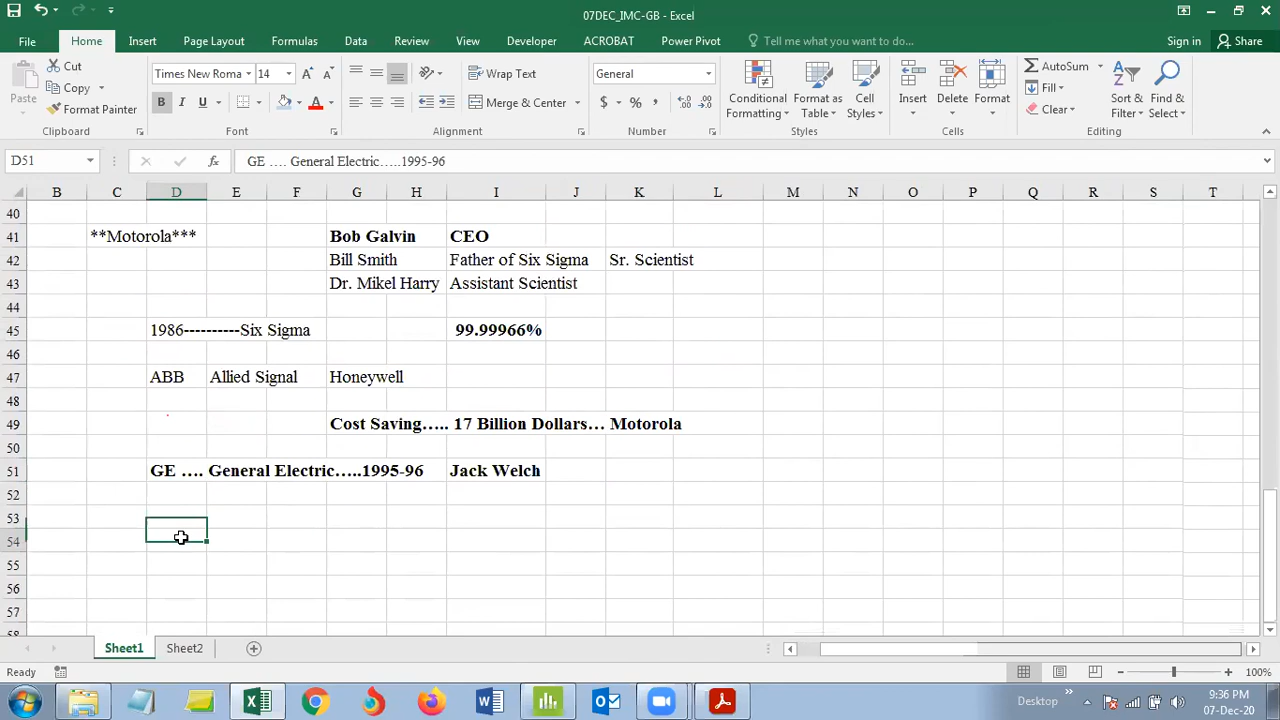 07DEC_IMC-GB - Excel
File Home Insert Page Layout Formulas Data Review View Developer ACROBAT Power Pivot Tell me what you want to do... Sign in Share
Paste Cut Copy Format Painter Clipboard
Times New Roma 14 B I U Font
Wrap Text Merge & Center Alignment
General $ % , Number
Conditional Formatting Format as Table Cell Styles Styles
Insert Delete Format Cells
AutoSum Fill Clear Sort & Filter Find & Select Editing
D51 fx GE …. General Electric…..1995-96
B C D E F G H I J K L M N O P Q R S T
40
41 **Motorola*** Bob Galvin CEO
42 Bill Smith Father of Six Sigma Sr. Scientist
43 Dr. Mikel Harry Assistant Scientist
44
45 1986----------Six Sigma 99.99966%
46
47 ABB Allied Signal Honeywell
48
49 Cost Saving….. 17 Billion Dollars… Motorola
50
51 GE …. General Electric…..1995-96 Jack Welch
52
53
54
55
56
57
58
Sheet1 Sheet2
Ready 100%
Desktop 9:36 PM
07-Dec-20